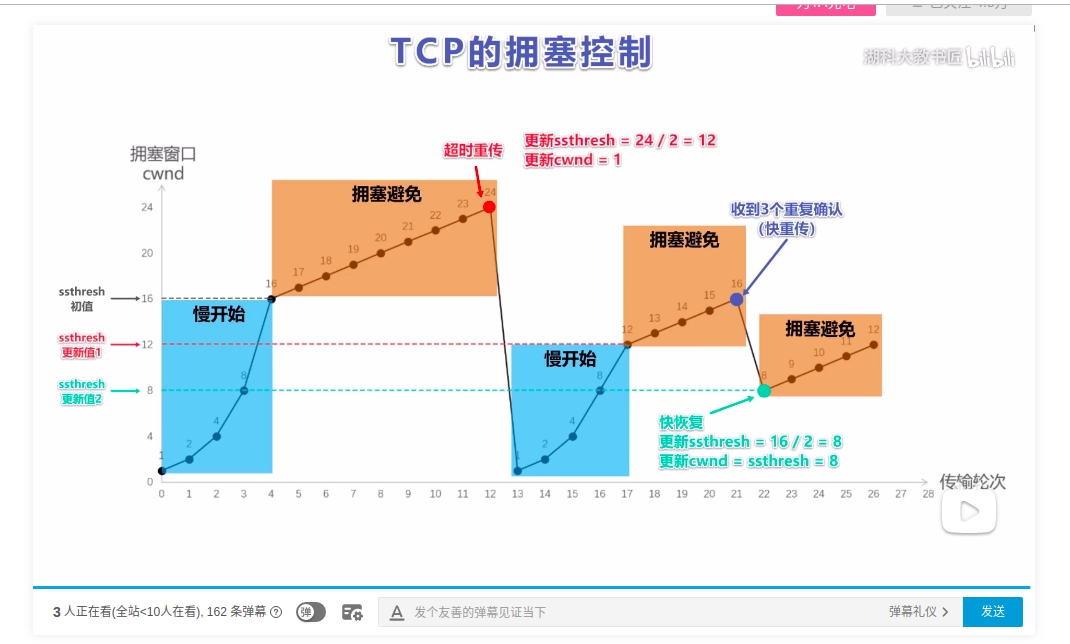 TCP的拥塞控制
湖科大教书匠 bilibili
超时重传
更新ssthresh = 24 / 2 = 12
更新cwnd = 1
拥塞窗口
cwnd
拥塞避免
24
23
22
21
20
19
18
17
16
24
20
16
12
8
4
0
ssthresh
初值
ssthresh
更新值1
ssthresh
更新值2
慢开始
1
2
4
8
收到3个重复确认
(快重传)
拥塞避免
12
13
14
15
16
慢开始
1
2
4
8
拥塞避免
8
9
10
11
12
快恢复
更新ssthresh = 16 / 2 = 8
更新cwnd = ssthresh = 8
传输轮次
0 1 2 3 4 5 6 7 8 9 10 11 12 13 14 15 16 17 18 19 20 21 22 23 24 25 26 27 28
3 人正在看(全站<10人在看), 162 条弹幕
弹
发个友善的弹幕见证当下
弹幕礼仪
发送